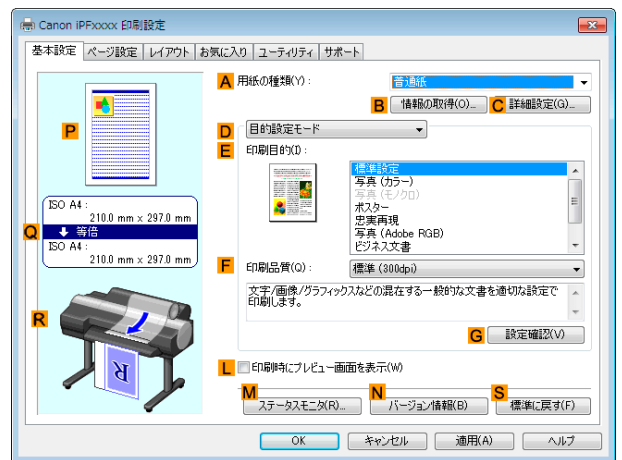 Canon iPFxxxx 印刷設定
基本設定 ページ設定 レイアウト お気に入り ユーティリティ サポート
A 用紙の種類(Y): 普通紙
B 情報の取得(O)... C 詳細設定(G)...
P
D 目的設定モード
E 印刷目的(I):
標準設定
写真 (カラー)
写真 (モノクロ)
ポスター
忠実再現
写真 (Adobe RGB)
ビジネス文書
ISO A4 :
210.0 mm x 297.0 mm
Q 等倍
ISO A4 :
210.0 mm x 297.0 mm
F 印刷品質(Q): 標準 (300dpi)
文字/画像/グラフィックスなどの混在する一般的な文書を適切な設定で
印刷します。
R
G 設定確認(V)
R
L 印刷時にプレビュー画面を表示(W)
M ステータスモニタ(R)... N バージョン情報(B) S 標準に戻す(F)
OK キャンセル 適用(A) ヘルプ